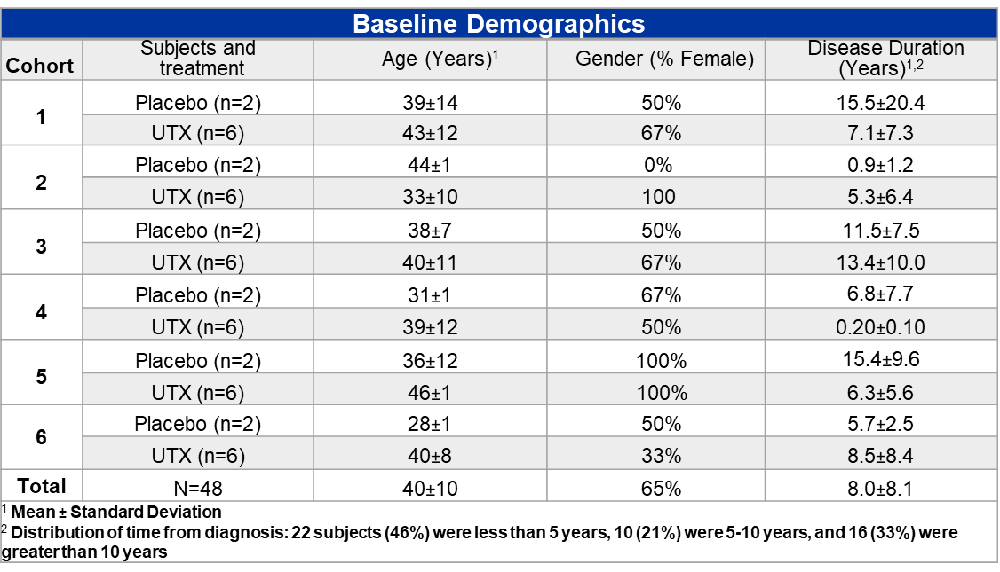 Baseline Demographics
Cohort Subjects and treatment Age (Years)1 Gender (% Female) Disease Duration (Years)1,2
1 Placebo (n=2) 39±14 50% 15.5±20.4
UTX (n=6) 43±12 67% 7.1±7.3
2 Placebo (n=2) 44±1 0% 0.9±1.2
UTX (n=6) 33±10 100 5.3±6.4
3 Placebo (n=2) 38±7 50% 11.5±7.5
UTX (n=6) 40±11 67% 13.4±10.0
4 Placebo (n=2) 31±1 67% 6.8±7.7
UTX (n=6) 39±12 50% 0.20±0.10
5 Placebo (n=2) 36±12 100% 15.4±9.6
UTX (n=6) 46±1 100% 6.3±5.6
6 Placebo (n=2) 28±1 50% 5.7±2.5
UTX (n=6) 40±8 33% 8.5±8.4
Total N=48 40±10 65% 8.0±8.1
1 Mean ± Standard Deviation
2 Distribution of time from diagnosis: 22 subjects (46%) were less than 5 years, 10 (21%) were 5-10 years, and 16 (33%) were
greater than 10 years